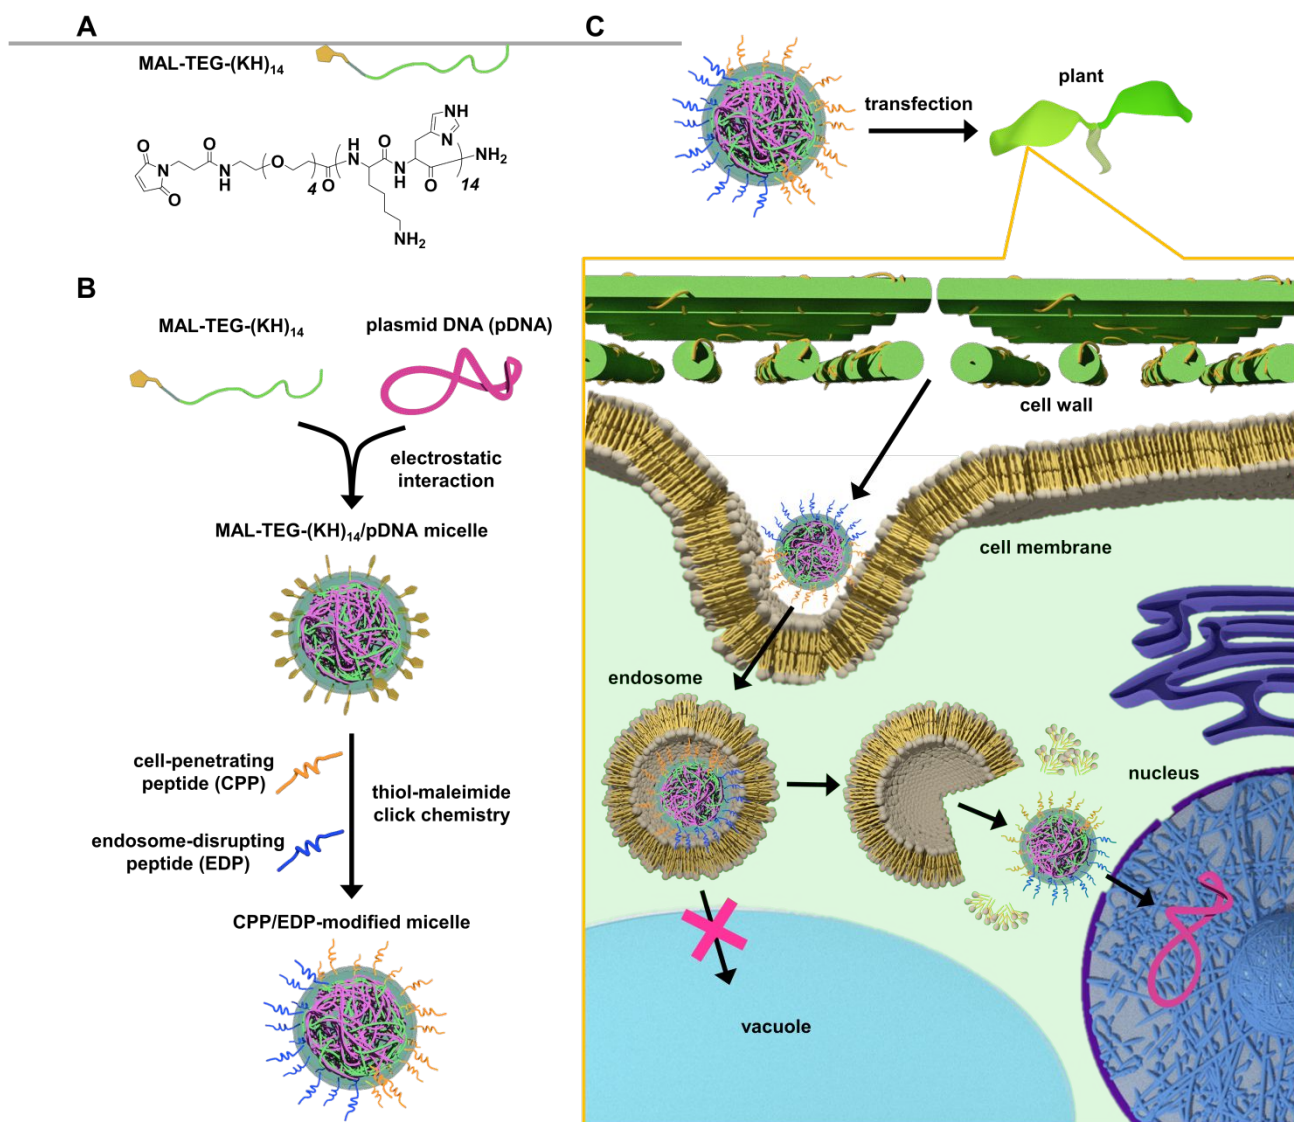 A
MAL-TEG-(KH)₁₄
O
N
O
O
N
H
O
4
O
H
N
O
N
H
O
NH
N
14
NH₂
NH₂
B
MAL-TEG-(KH)₁₄
plasmid DNA (pDNA)
electrostatic
interaction
MAL-TEG-(KH)₁₄/pDNA micelle
cell-penetrating
peptide (CPP)
thiol-maleimide
click chemistry
endosome-disrupting
peptide (EDP)
CPP/EDP-modified micelle
C
transfection
plant
cell wall
cell membrane
endosome
nucleus
vacuole